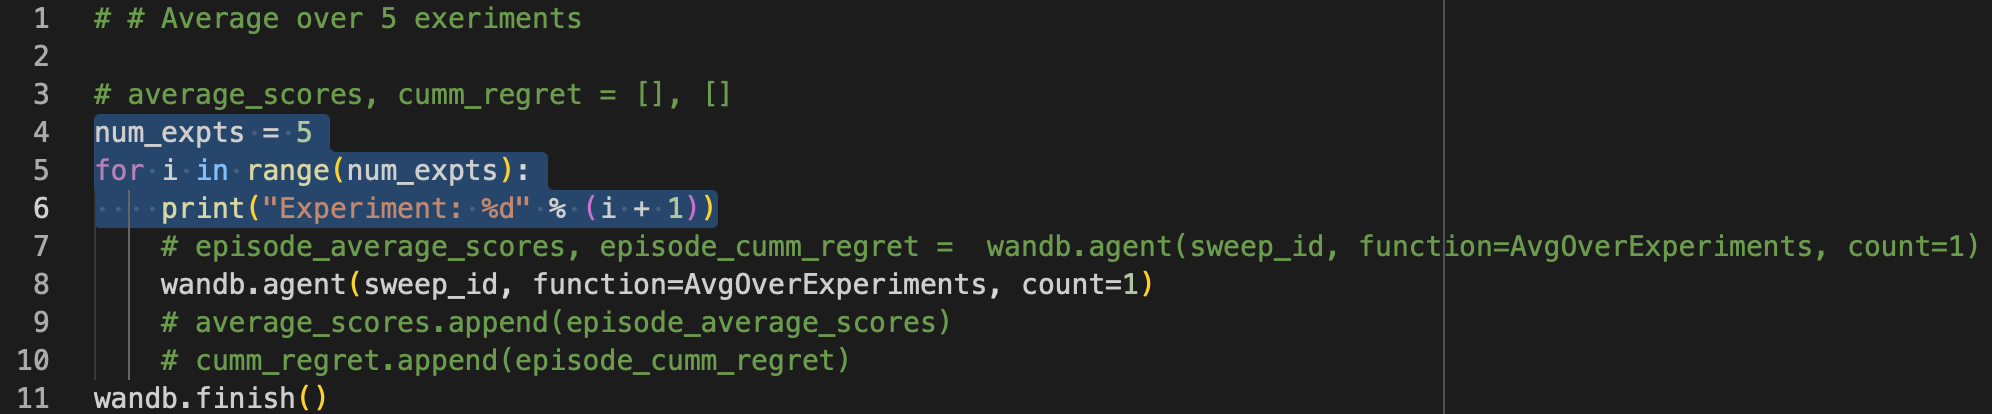 1 # # Average over 5 exeriments
2
3 # average_scores, cumm_regret = [], []
4 num_expts = 5
5 for i in range(num_expts):
6     print("Experiment: %d" % (i + 1))
7     # episode_average_scores, episode_cumm_regret =  wandb.agent(sweep_id, function=AvgOverExperiments, count=1)
8     wandb.agent(sweep_id, function=AvgOverExperiments, count=1)
9     # average_scores.append(episode_average_scores)
10     # cumm_regret.append(episode_cumm_regret)
11 wandb.finish()